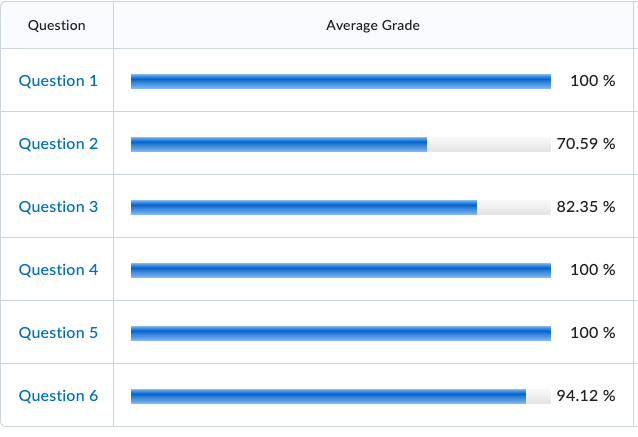 Question Average Grade
Question 1 100 %
Question 2 70.59 %
Question 3 82.35 %
Question 4 100 %
Question 5 100 %
Question 6 94.12 %